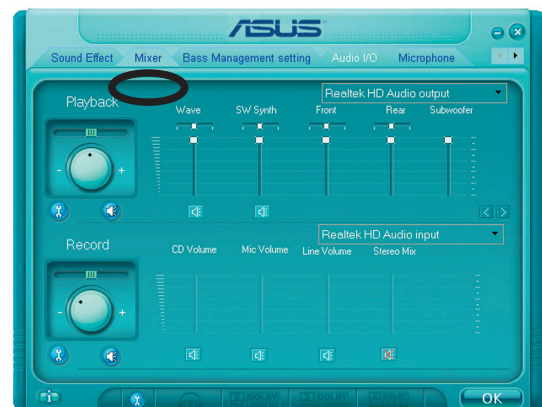 ASUS
Sound Effect Mixer Bass Management setting Audio I/O Microphone
Playback
Realtek HD Audio output
Wave SW Synth Front Rear Subwoofer
- +
Record
Realtek HD Audio input
CD Volume Mic Volume Line Volume Stereo Mix
- +
i
OK